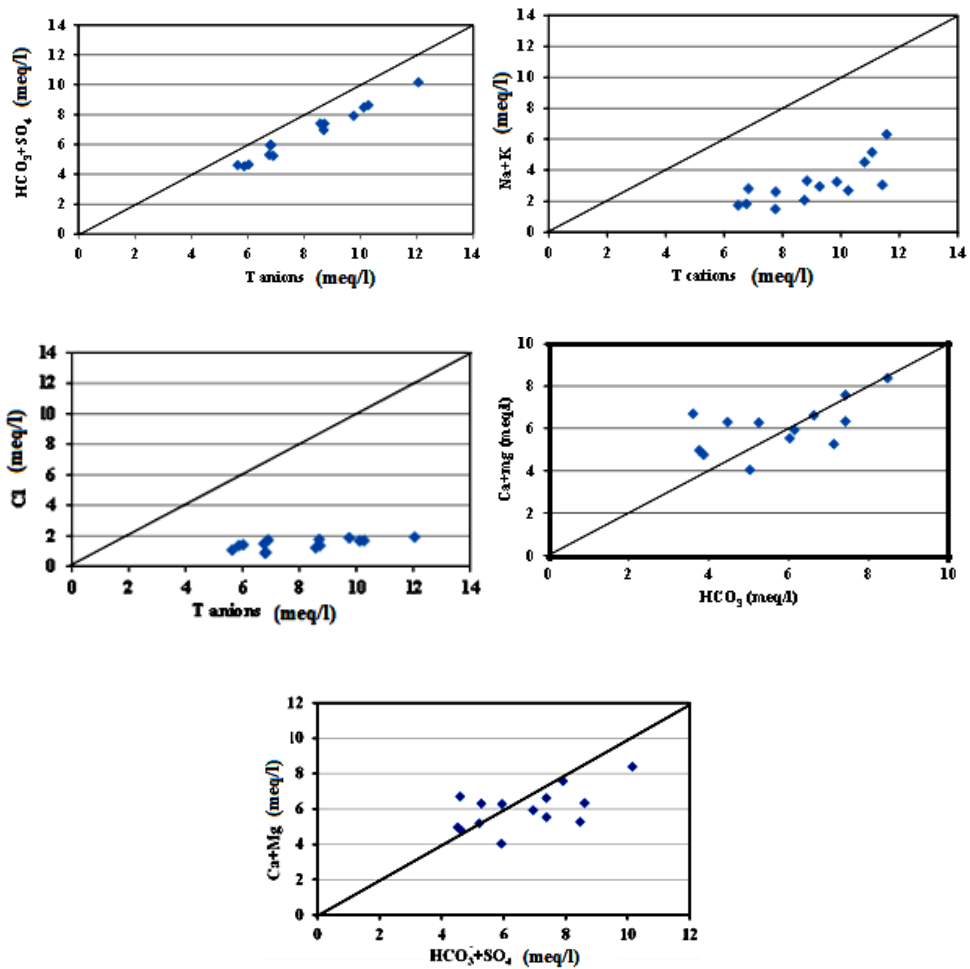 14
12
10
8
6
4
2
0
HCO3+SO4 (meq/l)
0 2 4 6 8 10 12 14
T anions (meq/l)
14
12
10
8
6
4
2
0
Na+K (meq/l)
0 2 4 6 8 10 12 14
T cations (meq/l)
14
12
10
8
6
4
2
0
Cl (meq/l)
0 2 4 6 8 10 12 14
T anions (meq/l)
10
8
6
4
2
0
Ca+mg (meq/l)
0 2 4 6 8 10
HCO3 (meq/l)
12
10
8
6
4
2
0
Ca+Mg (meq/l)
0 2 4 6 8 10 12
HCO3+SO4 (meq/l)